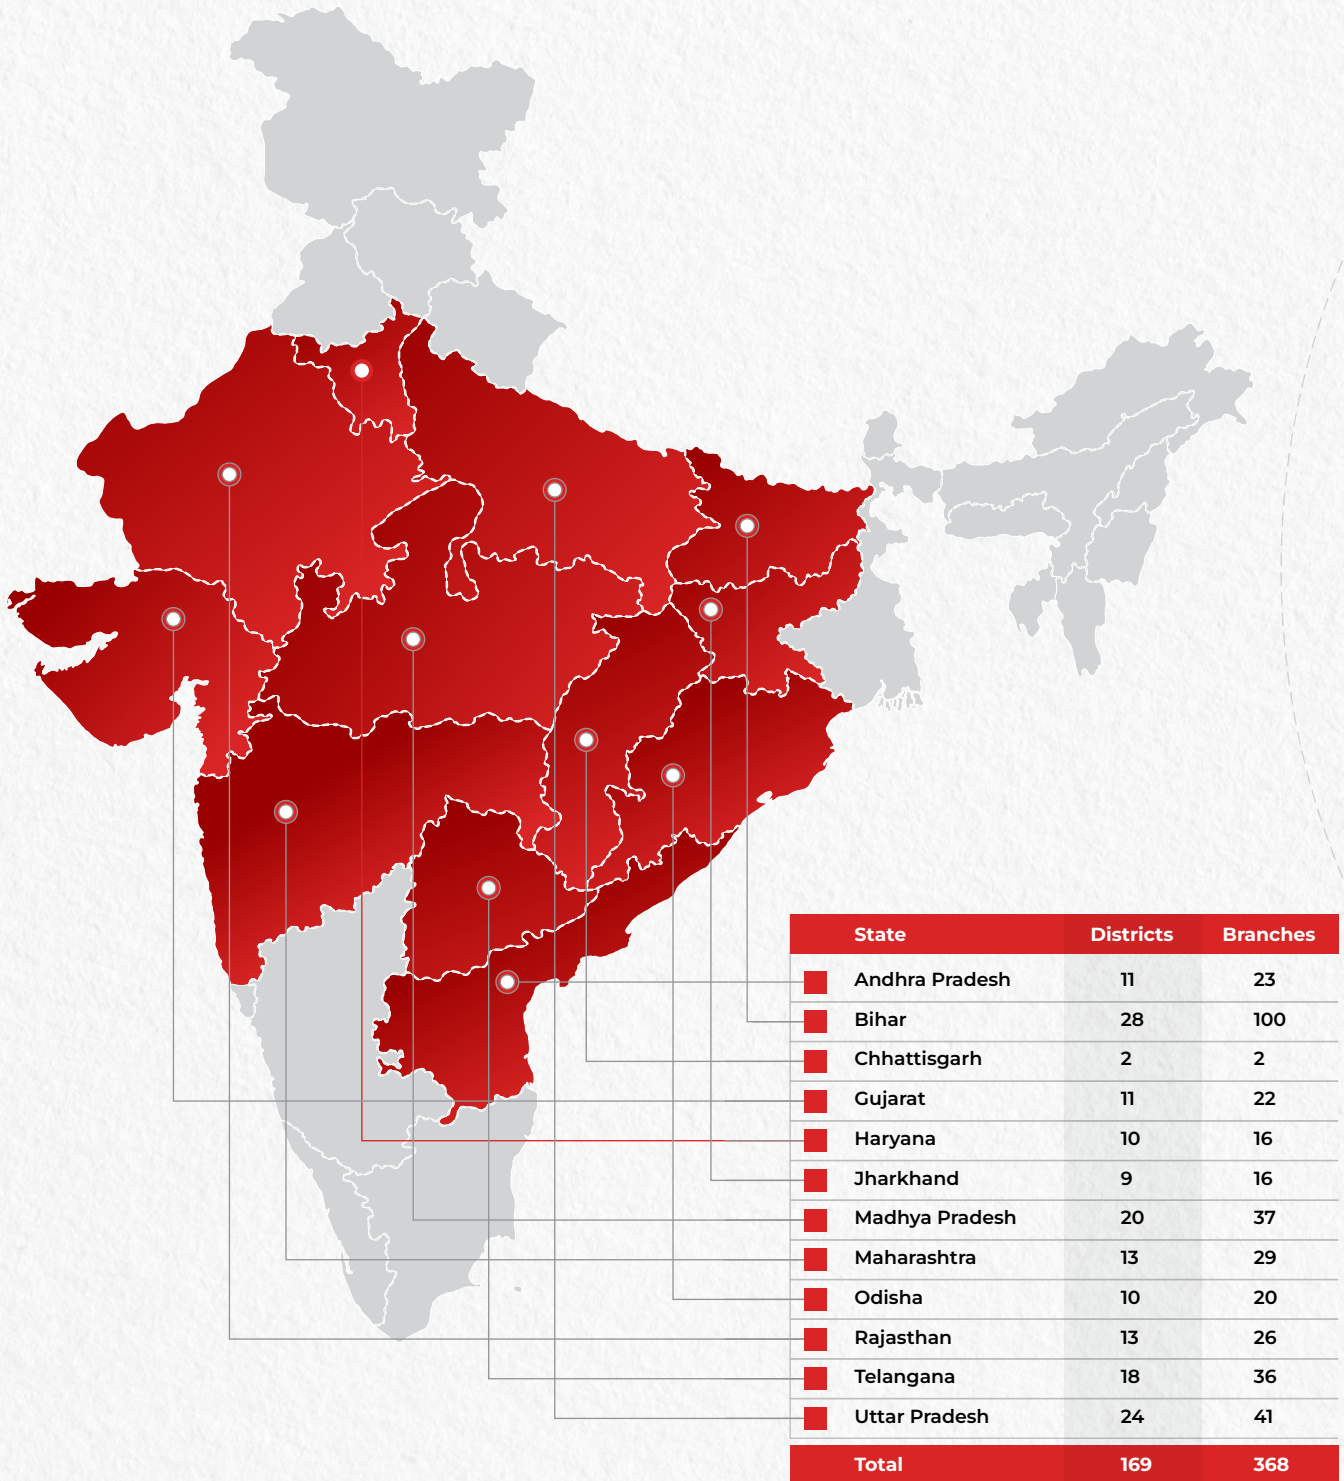 State Districts Branches
Andhra Pradesh 11 23
Bihar 28 100
Chhattisgarh 2 2
Gujarat 11 22
Haryana 10 16
Jharkhand 9 16
Madhya Pradesh 20 37
Maharashtra 13 29
Odisha 10 20
Rajasthan 13 26
Telangana 18 36
Uttar Pradesh 24 41
Total 169 368